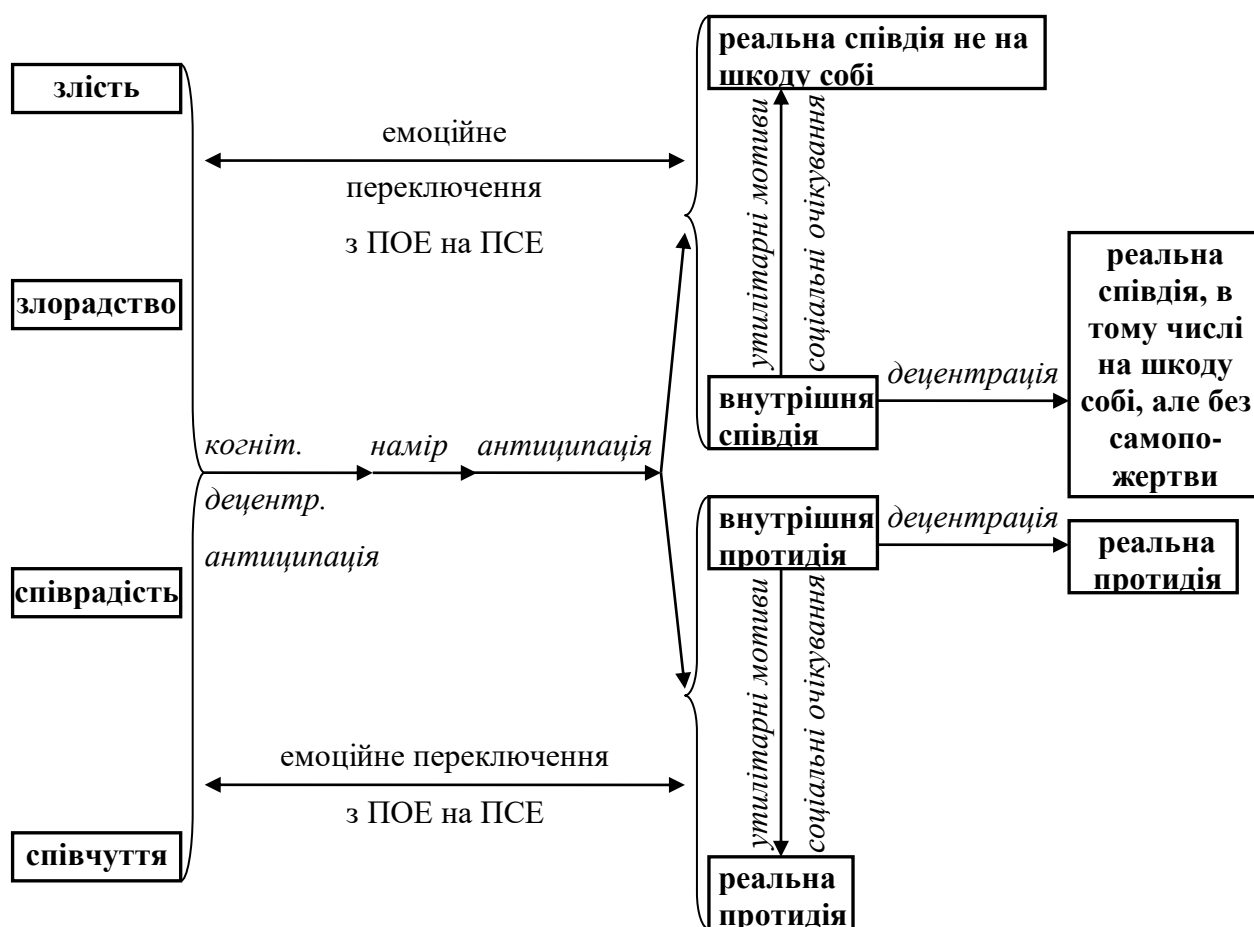 злість
злорадство
співрадість
співчуття
емоційне
переключення
з ПОЕ на ПСЕ
когніт.
децентр.
антиципація
намір
антиципація
емоційне переключення
з ПОЕ на ПСЕ
реальна співдія не на
шкоду собі
утилітарні мотиви
соціальні очікування
внутрішня
співдія
децентрація
реальна
співдія, в
тому числі
на шкоду
собі, але без
самопо-
жертви
внутрішня
протидія
децентрація
реальна
протидія
утилітарні мотиви
соціальні очікування
реальна
протидія